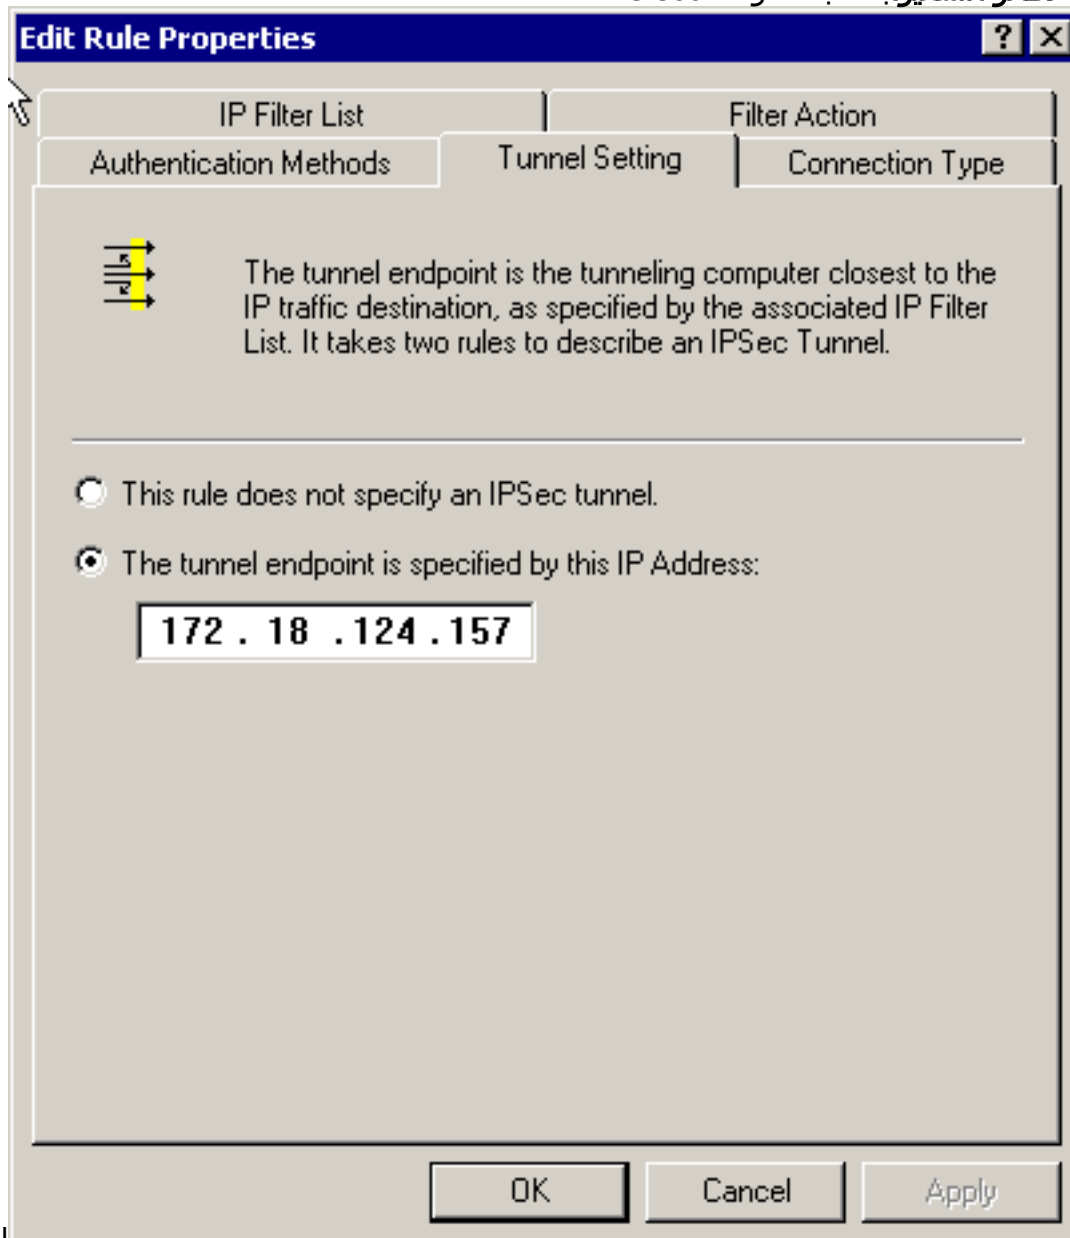 Edit Rule Properties
IP Filter List
Filter Action
Authentication Methods
Tunnel Setting
Connection Type
The tunnel endpoint is the tunneling computer closest to the
IP traffic destination, as specified by the associated IP Filter
List. It takes two rules to describe an IPSec Tunnel.
This rule does not specify an IPSec tunnel.
The tunnel endpoint is specified by this IP Address:
172 . 18 . 124 . 157
OK
Cancel
Apply